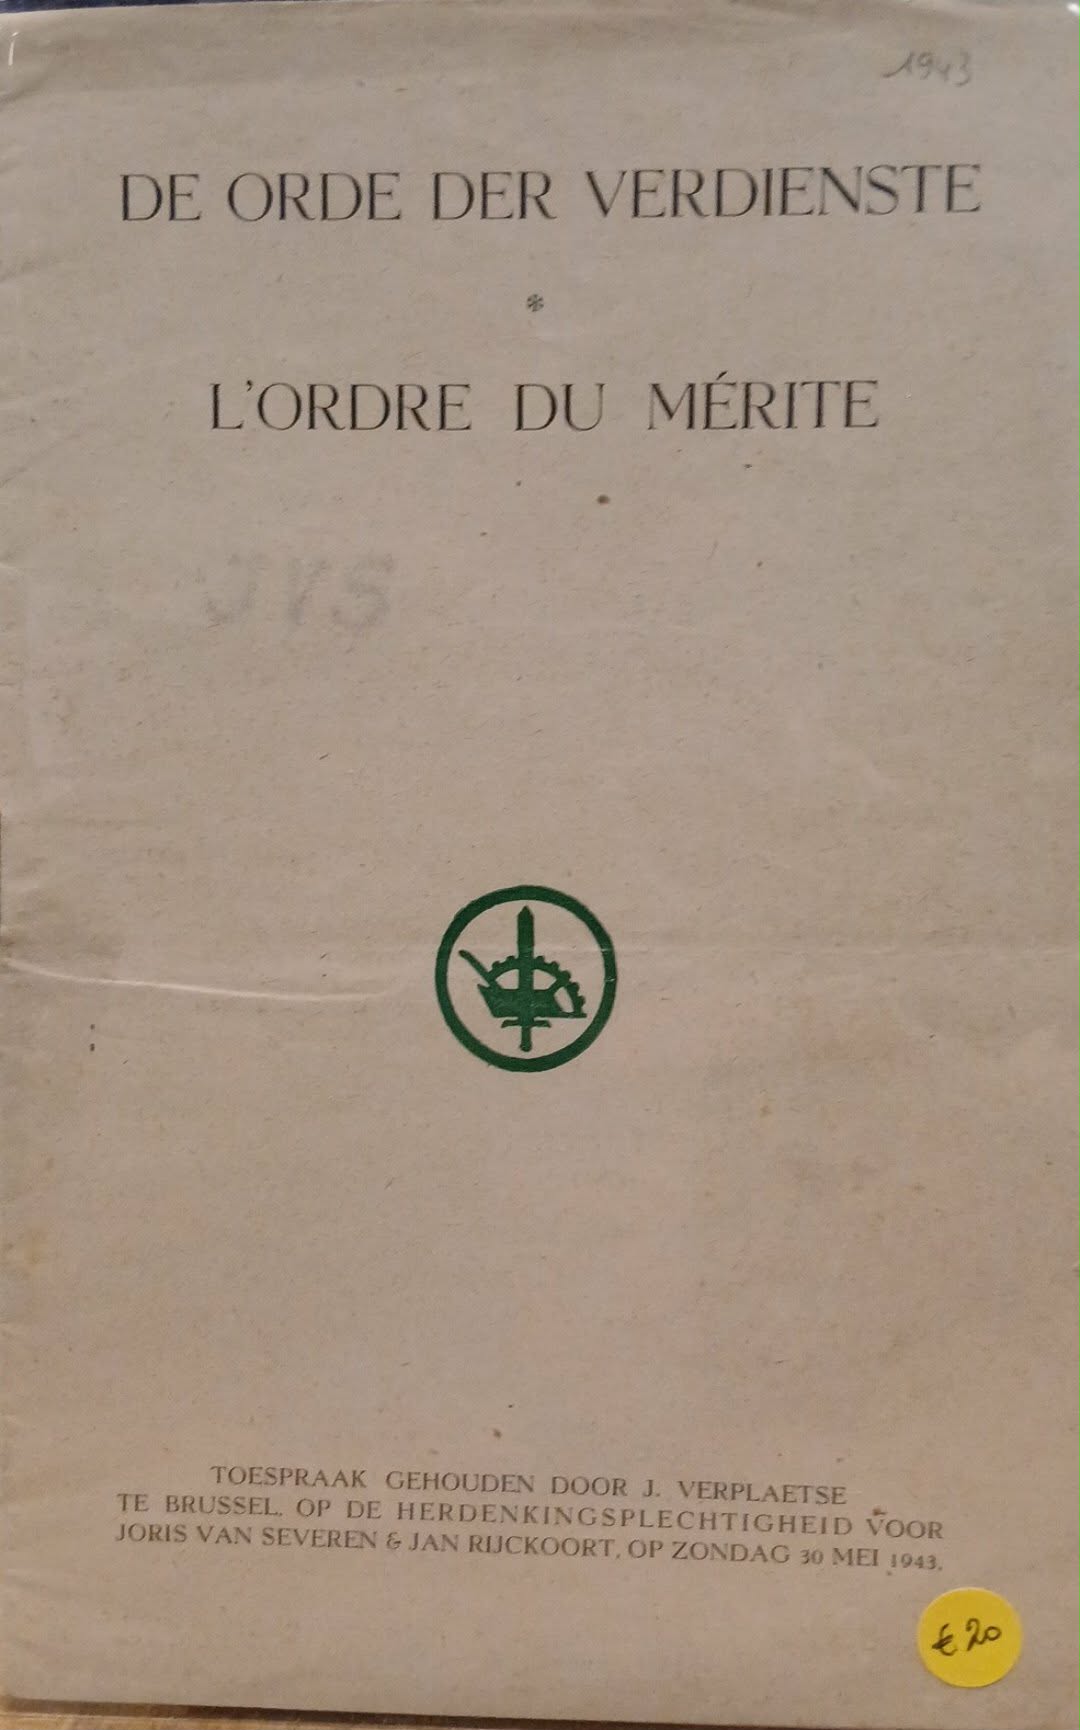 1943
DE ORDE DER VERDIENSTE
*
L'ORDRE DU MÉRITE
JVS
TOESPRAAK GEHOUDEN DOOR J. VERPLAETSE
TE BRUSSEL, OP DE HERDENKINGSPLECHTIGHEID VOOR
JORIS VAN SEVEREN & JAN RIJCKOORT, OP ZONDAG 30 MEI 1943.
€ 20